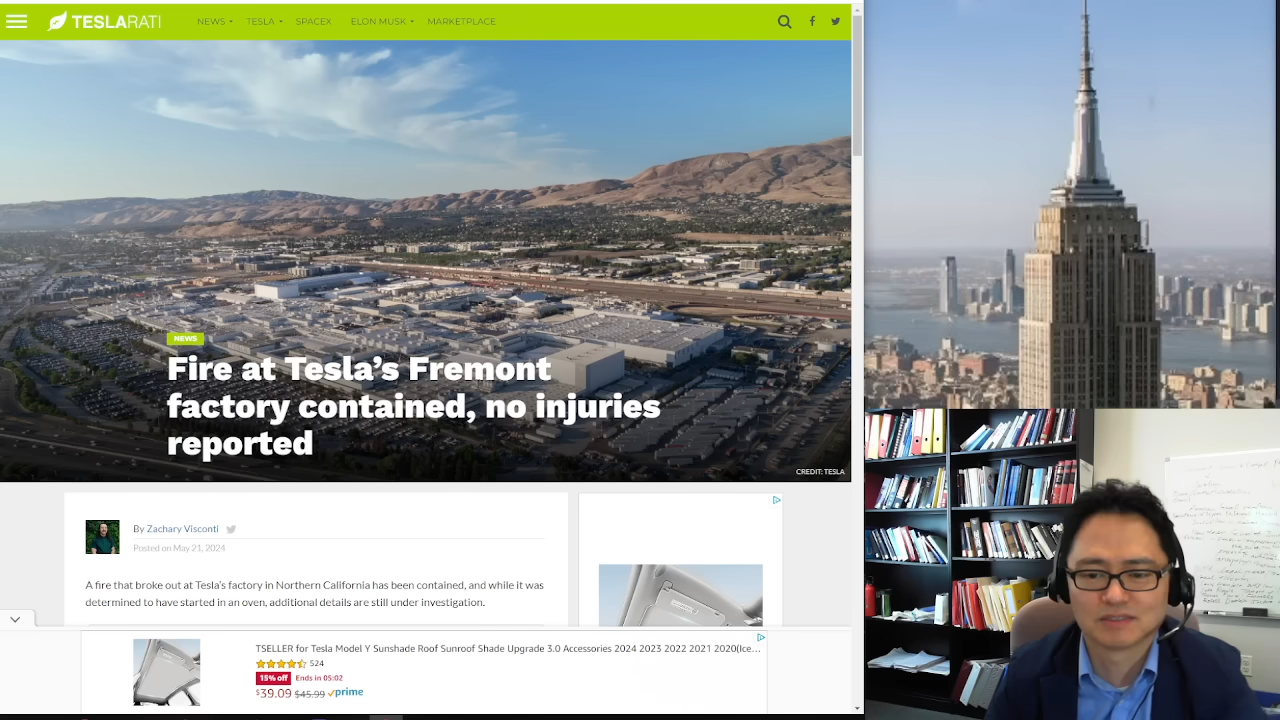 TESLARATI
NEWS
TESLA
SPACEX
ELON MUSK
MARKETPLACE
NEWS
Fire at Tesla’s Fremont
factory contained, no injuries
reported
CREDIT: TESLA
By Zachary Visconti
Posted on May 21, 2024
A fire that broke out at Tesla’s factory in Northern California has been contained, and while it was
determined to have started in an oven, additional details are still under investigation.
TSELLER for Tesla Model Y Sunshade Roof Sunroof Shade Upgrade 3.0 Accessories 2024 2023 2022 2021 2020(Ice...
524
15% off Ends in 05:02
$39.09 $45.99 prime